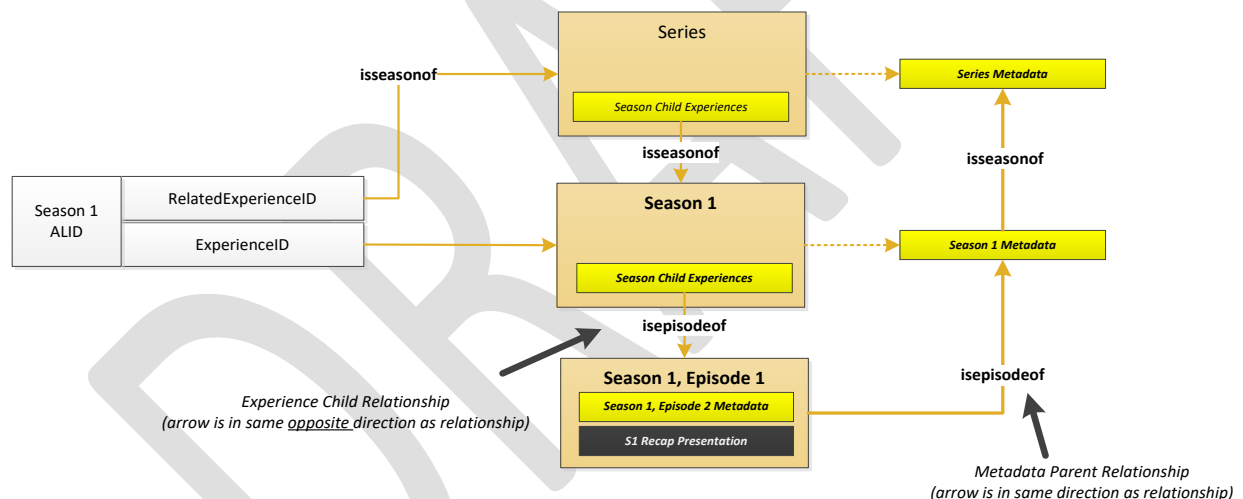 Series
isseasonof
Series Metadata
Season Child Experiences
isseasonof
isseasonof
Season 1
ALID
RelatedExperienceID
ExperienceID
Season 1
Season 1 Metadata
Season Child Experiences
isepisodeof
Season 1, Episode 1
isepisodeof
Season 1, Episode 2 Metadata
S1 Recap Presentation
Experience Child Relationship
(arrow is in same opposite direction as relationship)
Metadata Parent Relationship
(arrow is in same direction as relationship)